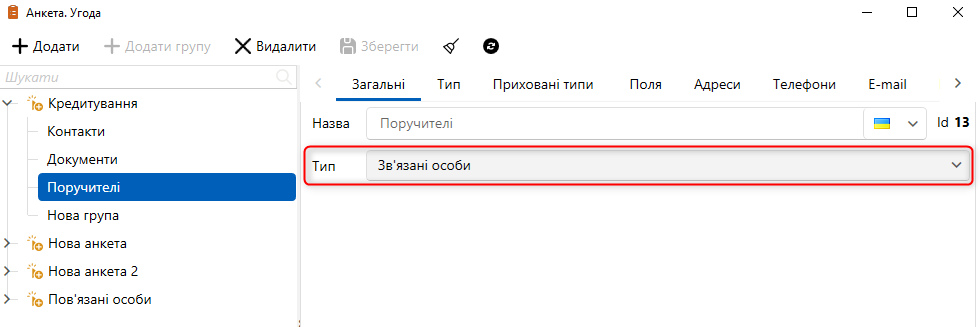 Анкета. Угода
Додати Додати групу Видалити Зберегти
Шукати
Загальні Тип Приховані типи Поля Адреси Телефони E-mail
Кредитування
Контакти
Документи
Поручителі
Нова група
Нова анкета
Нова анкета 2
Пов'язані особи
Назва Поручителі Id 13
Тип Зв'язані особи